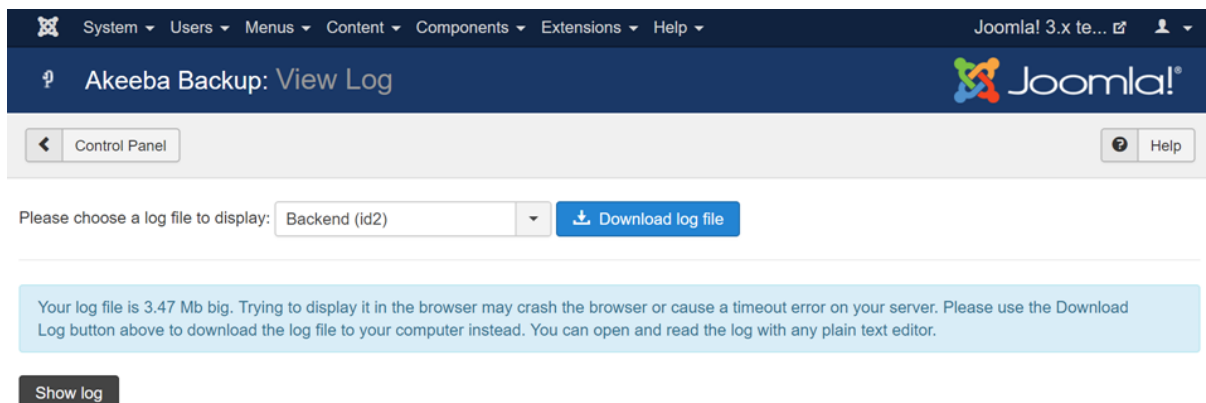 System Users Menus Content Components Extensions Help Joomla! 3.x te...
Akeeba Backup: View Log Joomla!®
Control Panel Help
Please choose a log file to display: Backend (id2) Download log file
Your log file is 3.47 Mb big. Trying to display it in the browser may crash the browser or cause a timeout error on your server. Please use the Download
Log button above to download the log file to your computer instead. You can open and read the log with any plain text editor.
Show log